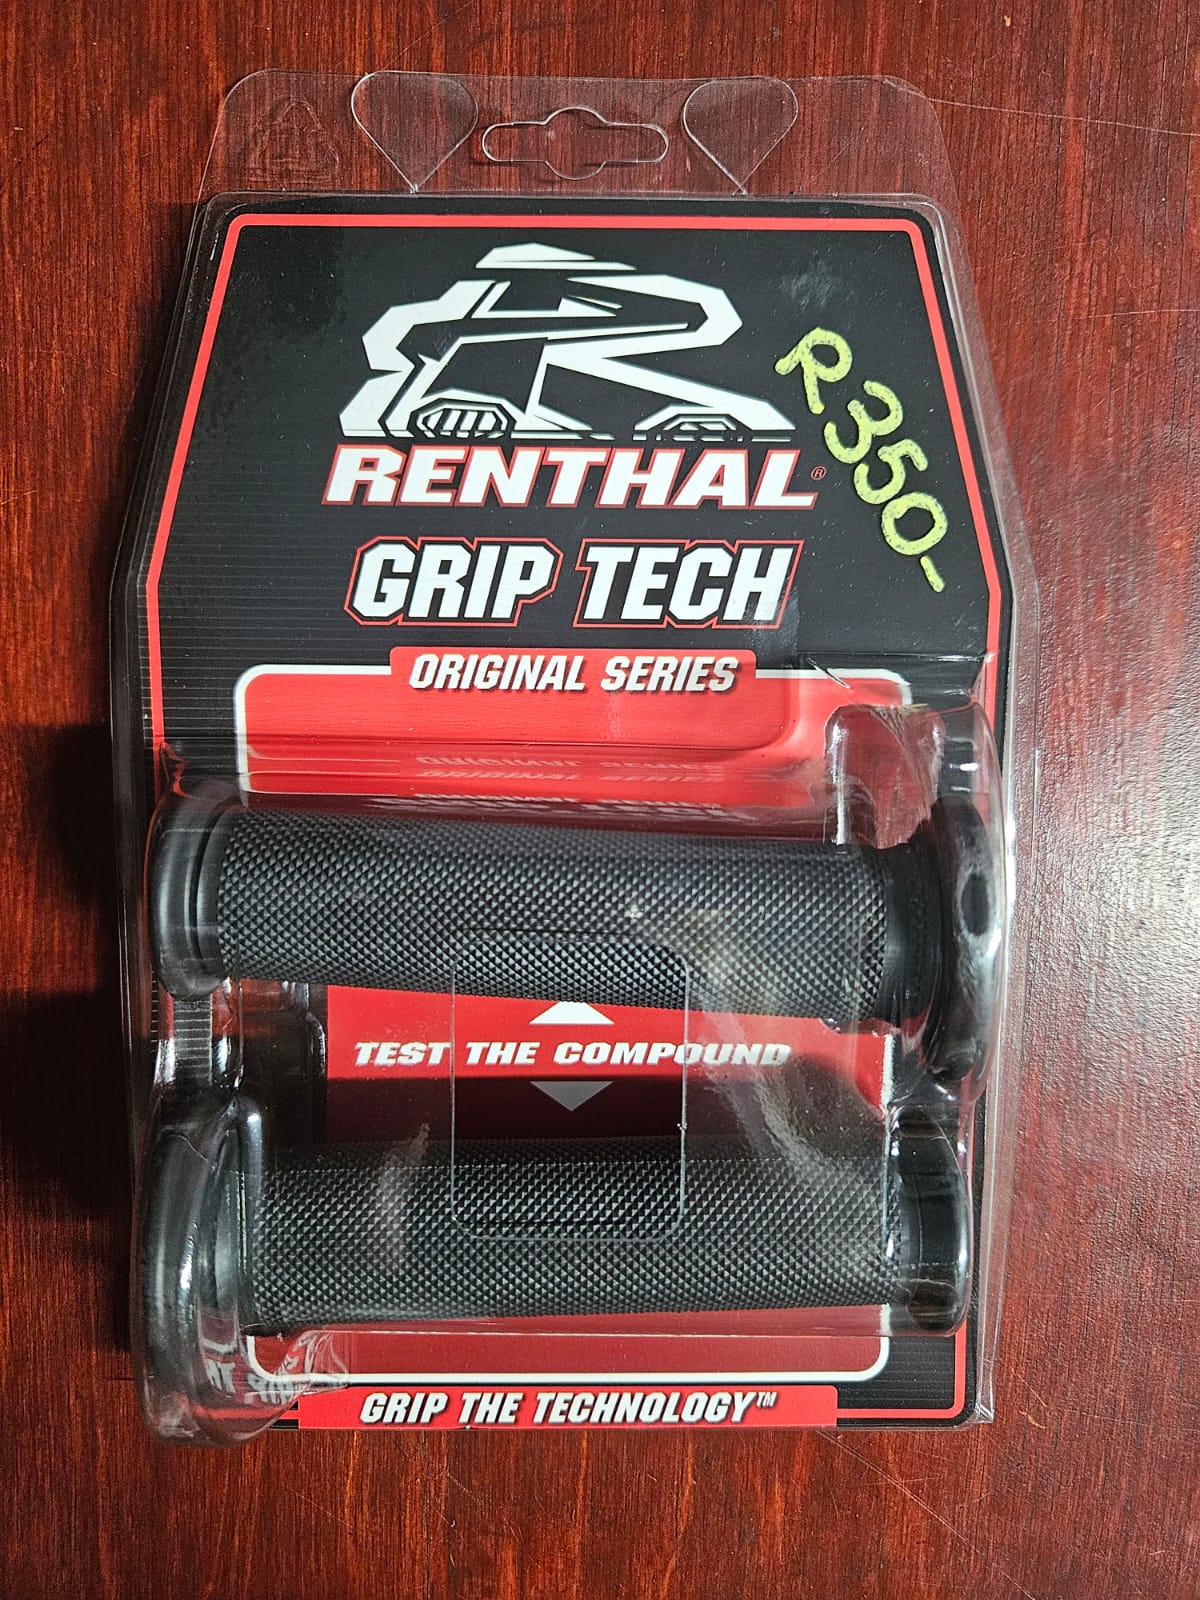 RENTHAL®
R350-
GRIP TECH
ORIGINAL SERIES
TEST THE COMPOUND
GRIP THE TECHNOLOGY™